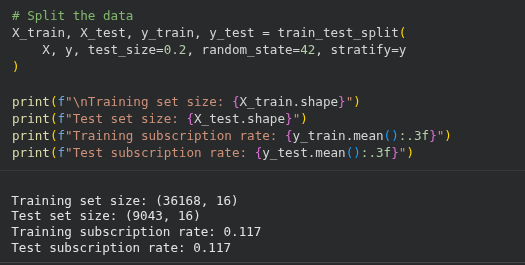 # Split the data
X_train, X_test, y_train, y_test = train_test_split(
    X, y, test_size=0.2, random_state=42, stratify=y
)
print(f"\nTraining set size: {X_train.shape}")
print(f"Test set size: {X_test.shape}")
print(f"Training subscription rate: {y_train.mean():.3f}")
print(f"Test subscription rate: {y_test.mean():.3f}")
Training set size: (36168, 16)
Test set size: (9043, 16)
Training subscription rate: 0.117
Test subscription rate: 0.117